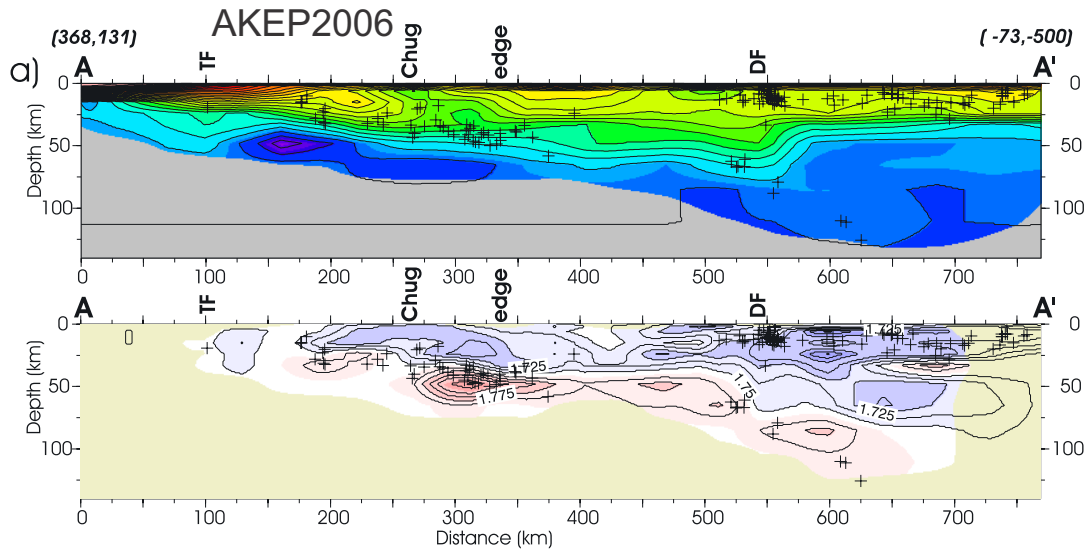 AKEP2006
(368,131)
( -73,-500)
a)
A
TF
Chug
edge
DF
A'
0
50
100
Depth (km)
0
50
100
0 100 200 300 400 500 600 700
A
TF
Chug
edge
DF
A'
0
50
100
Depth (km)
0
50
100
1.725
1.725
1.775
1.75
1.725
0 100 200 300 400 500 600 700
Distance (km)